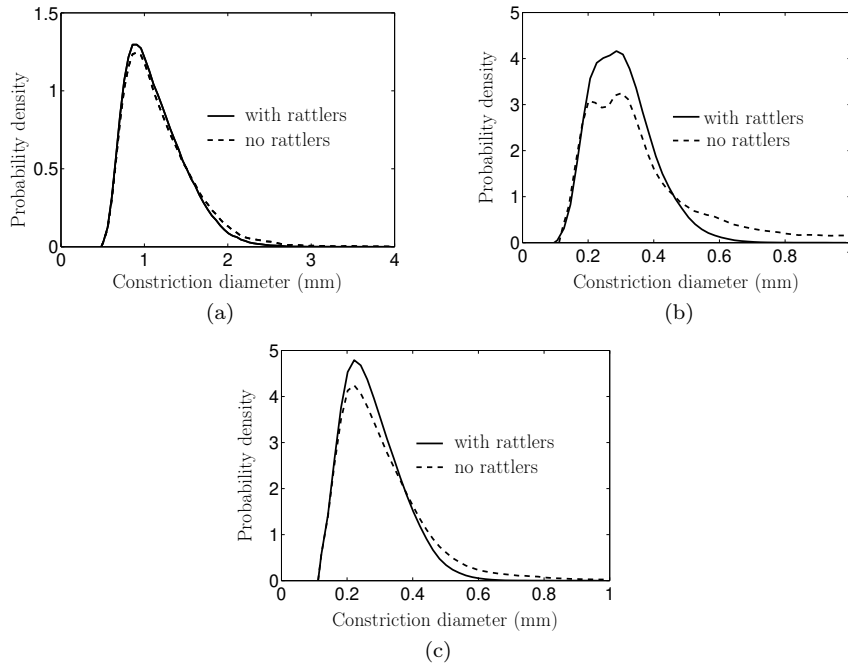 1.5
1
0.5
0
0
1
2
3
4
Probability density
Constriction diameter (mm)
with rattlers
no rattlers
(a)
5
4
3
2
1
0
0
0.2
0.4
0.6
0.8
1
Probability density
Constriction diameter (mm)
with rattlers
no rattlers
(b)
5
4
3
2
1
0
0
0.2
0.4
0.6
0.8
1
Probability density
Constriction diameter (mm)
with rattlers
no rattlers
(c)